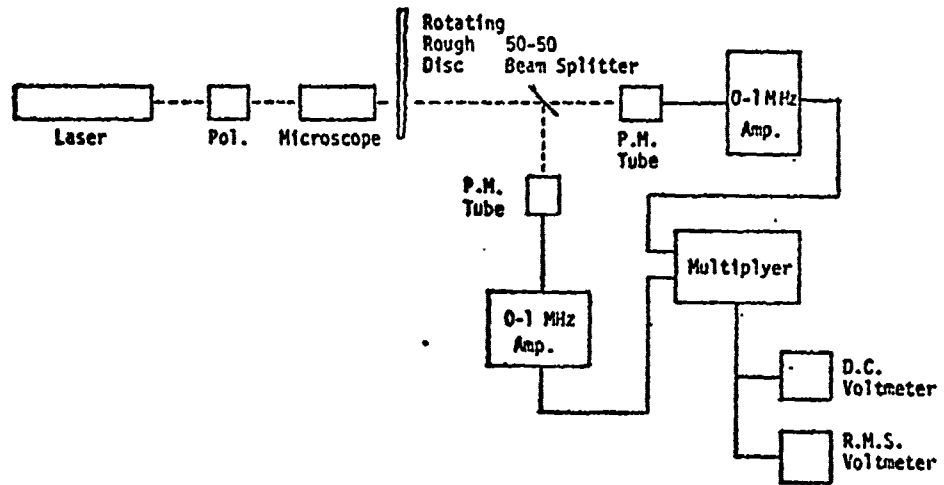 Rotating
Rough
Disc
50-50
Beam Splitter
Laser
Pol.
Microscope
P.M.
Tube
0-1 MHz
Amp.
P.M.
Tube
Multiplyer
0-1 MHz
Amp.
D.C.
Voltmeter
R.M.S.
Voltmeter